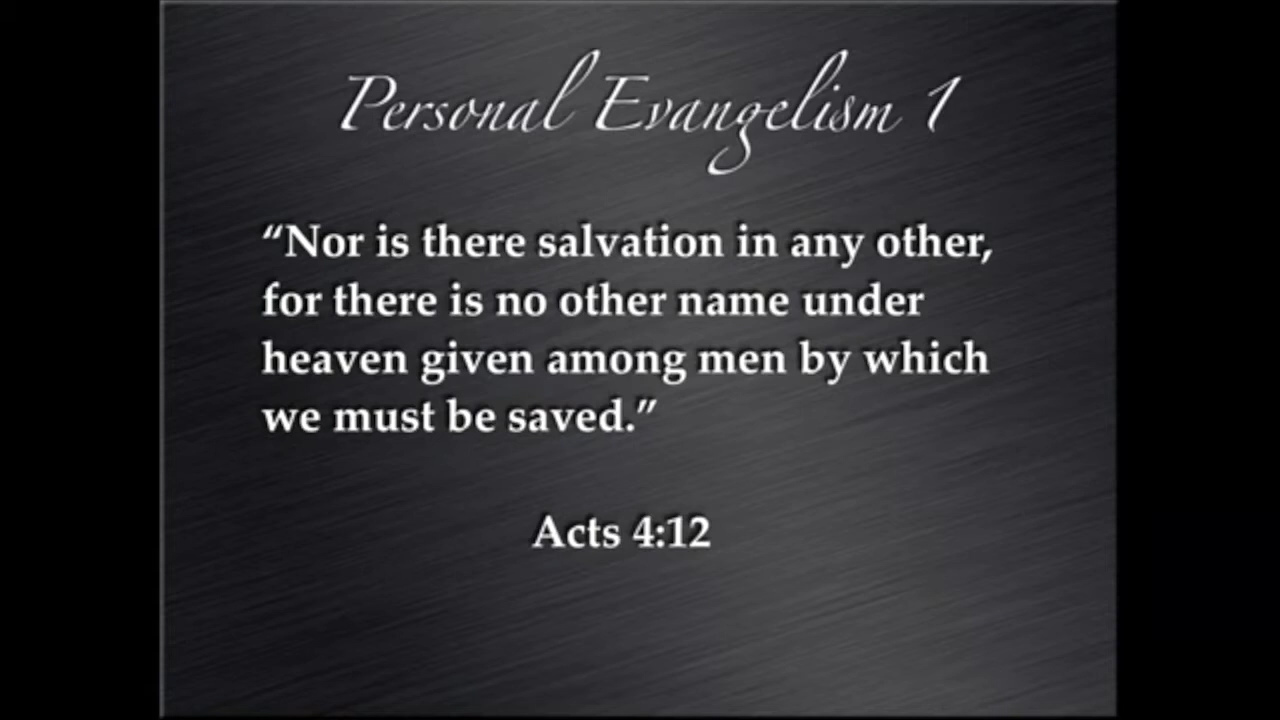 Personal Evangelism 1
“Nor is there salvation in any other,
for there is no other name under
heaven given among men by which
we must be saved.”
Acts 4:12